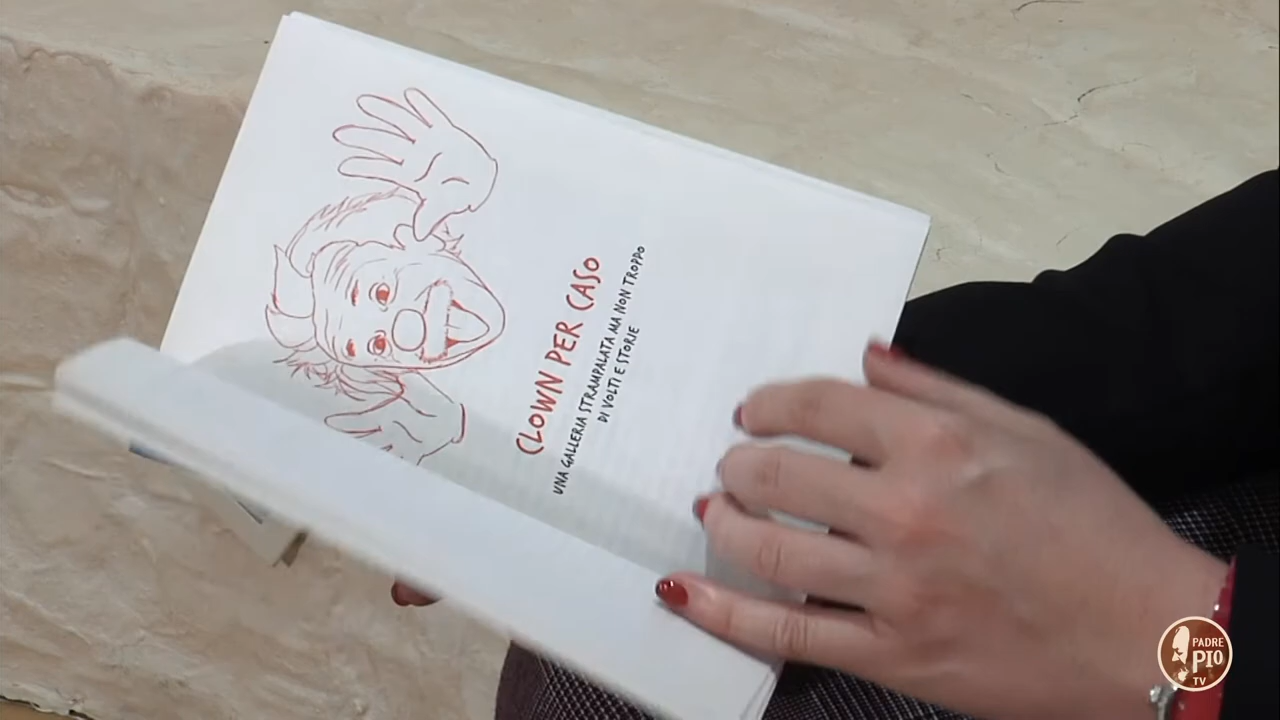 CLOWN PER CASO
UNA GALLERIA STRAMPALATA MA NON TROPPO
DI VOLTI E STORIE
PADRE
PIO
TV